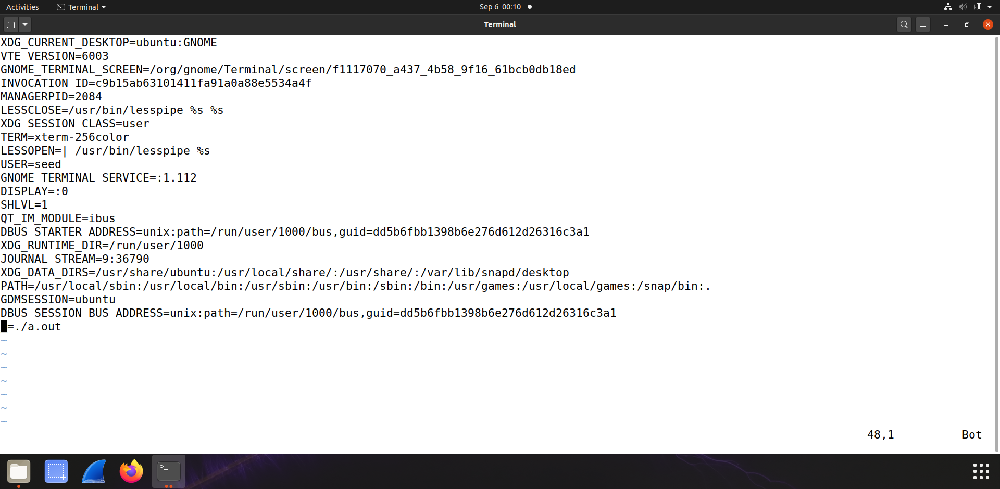 Activities
Terminal
Sep 6 00:10
Terminal
XDG_CURRENT_DESKTOP=ubuntu:GNOME
VTE_VERSION=6003
GNOME_TERMINAL_SCREEN=/org/gnome/Terminal/screen/f1117070_a437_4b58_9f16_61bcb0db18ed
INVOCATION_ID=c9b15ab63101411fa91a0a88e5534a4f
MANAGERPID=2084
LESSCLOSE=/usr/bin/lesspipe %s %s
XDG_SESSION_CLASS=user
TERM=xterm-256color
LESSOPEN=| /usr/bin/lesspipe %s
USER=seed
GNOME_TERMINAL_SERVICE=:1.112
DISPLAY=:0
SHLVL=1
QT_IM_MODULE=ibus
DBUS_STARTER_ADDRESS=unix:path=/run/user/1000/bus,guid=dd5b6fbb1398b6e276d612d26316c3a1
XDG_RUNTIME_DIR=/run/user/1000
JOURNAL_STREAM=9:36790
XDG_DATA_DIRS=/usr/share/ubuntu:/usr/local/share/:/usr/share/:/var/lib/snapd/desktop
PATH=/usr/local/sbin:/usr/local/bin:/usr/sbin:/usr/bin:/sbin:/bin:/usr/games:/usr/local/games:/snap/bin:.
GDMSESSION=ubuntu
DBUS_SESSION_BUS_ADDRESS=unix:path=/run/user/1000/bus,guid=dd5b6fbb1398b6e276d612d26316c3a1
=./a.out
~
~
~
~
~
~
~
48,1 Bot